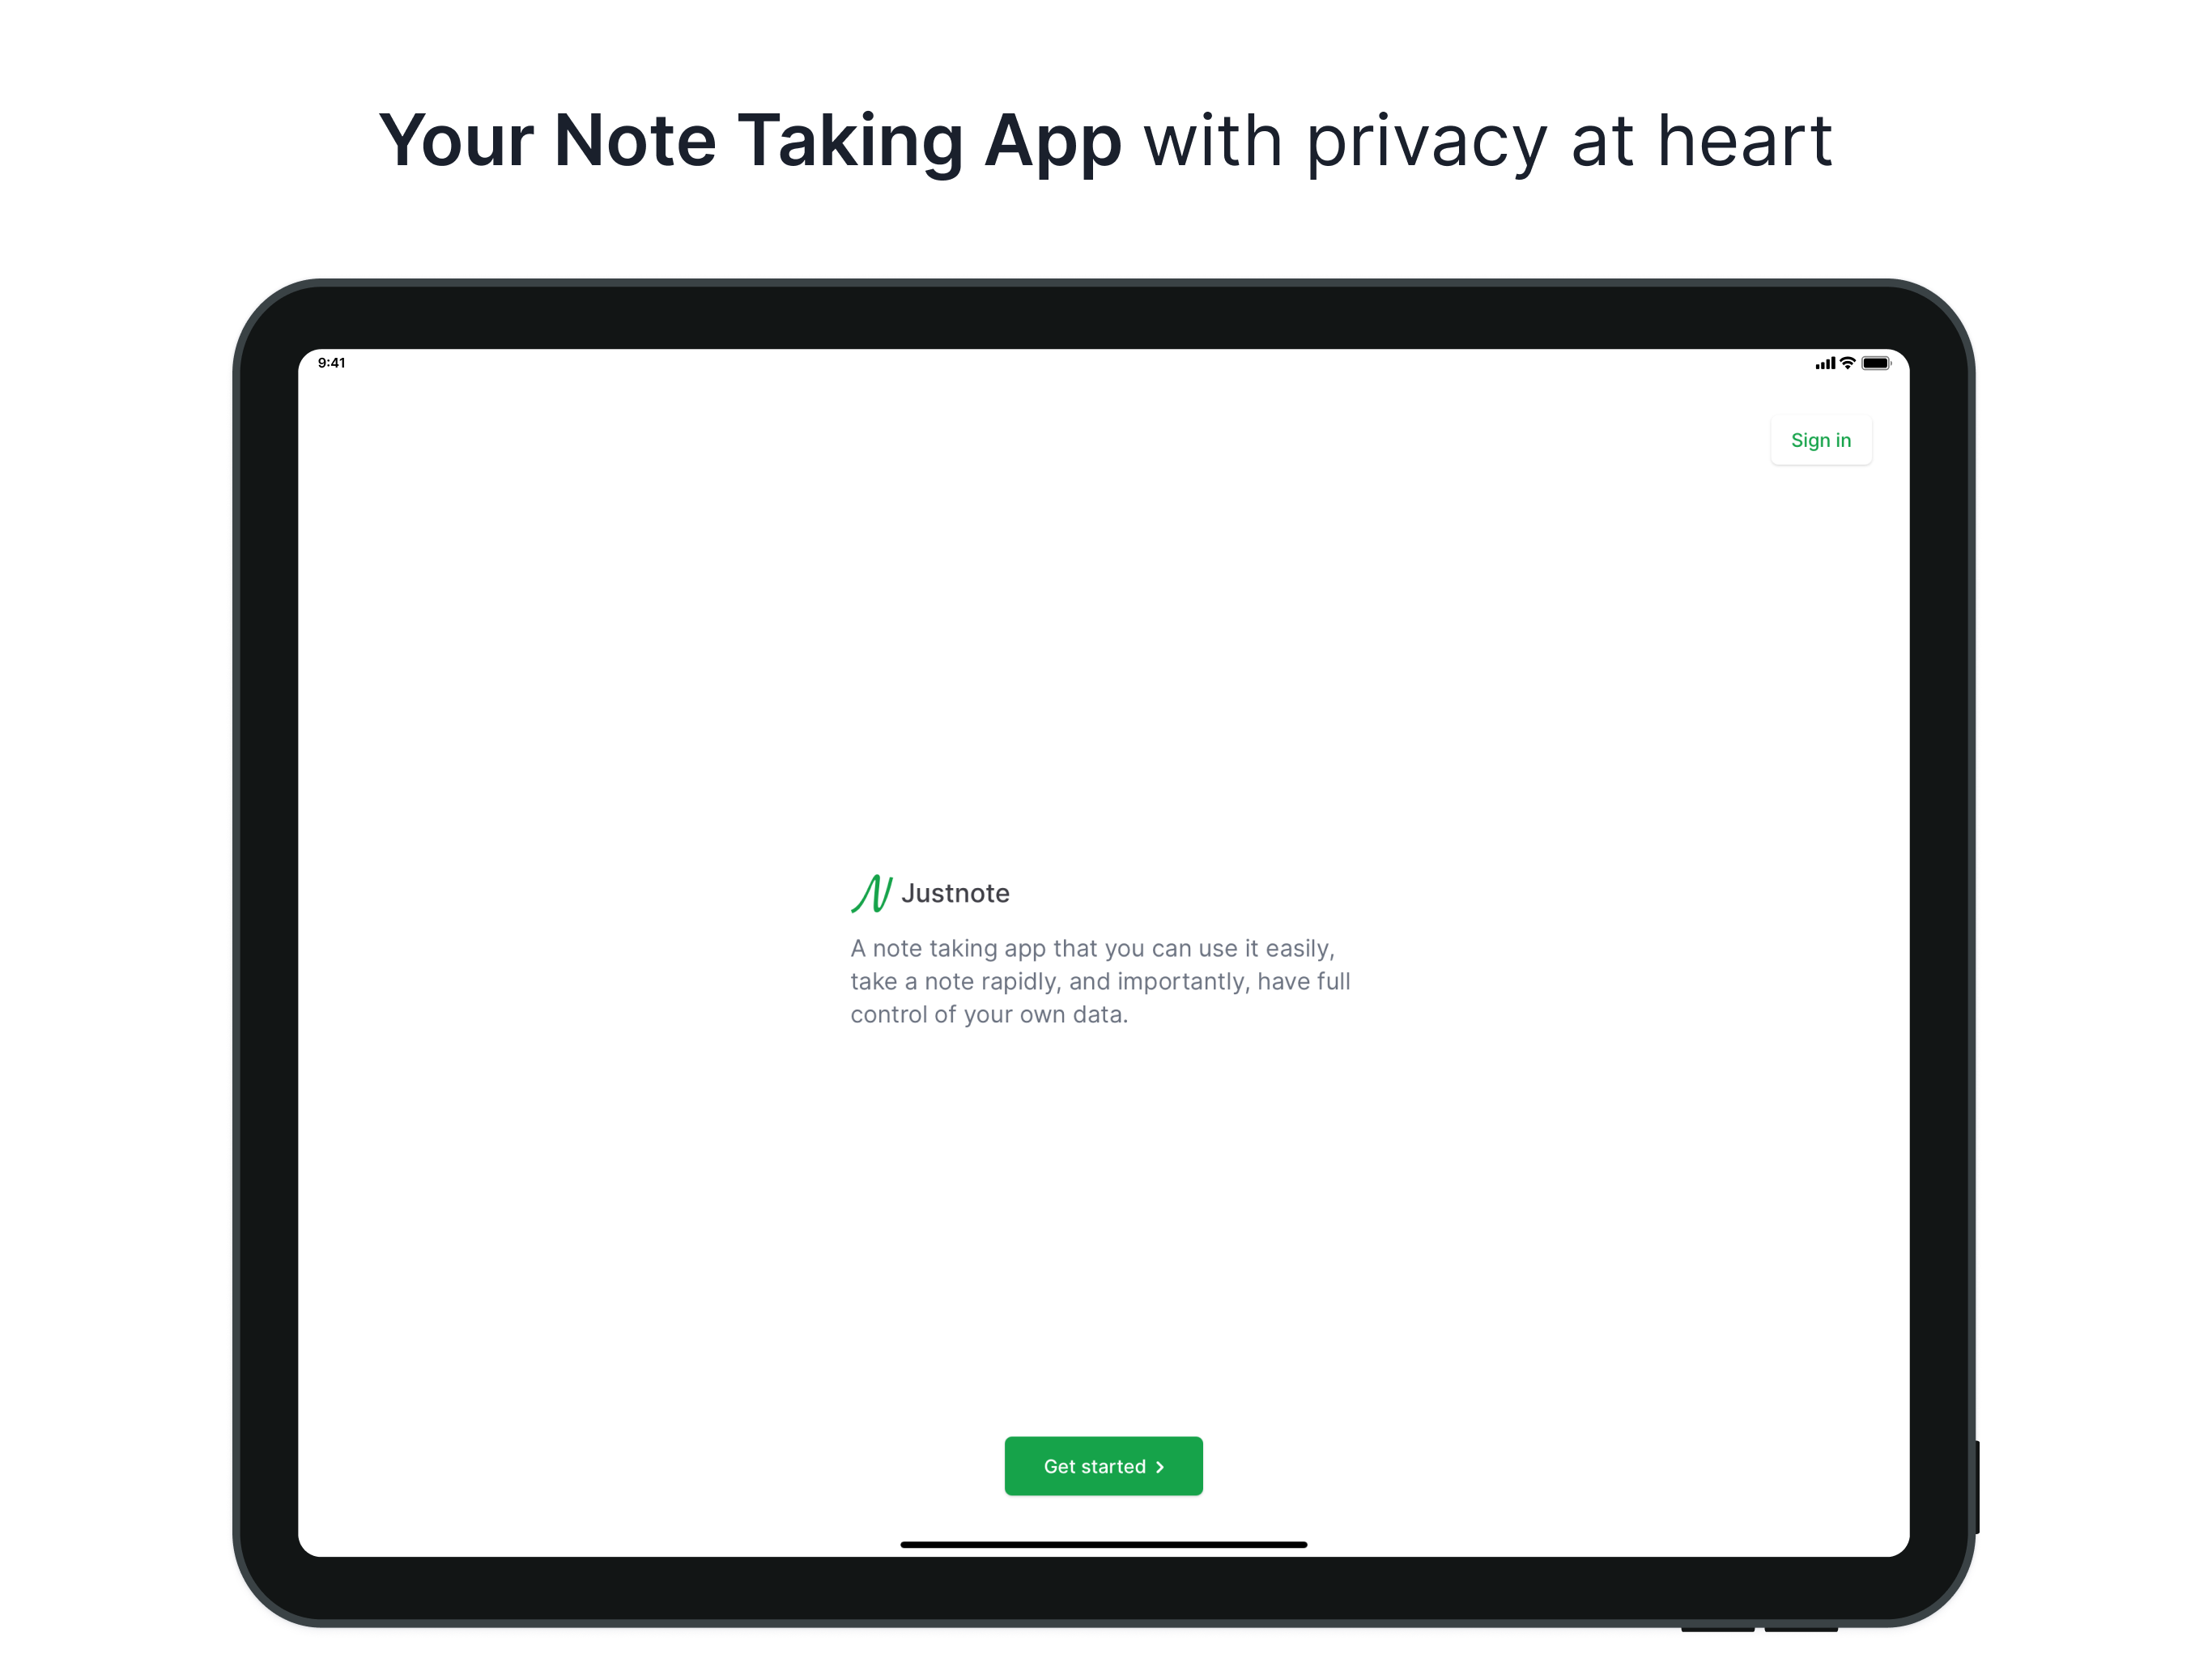 Your Note Taking App with privacy at heart
9:41
Sign in
Justnote
A note taking app that you can use it easily,
take a note rapidly, and importantly, have full
control of your own data.
Get started